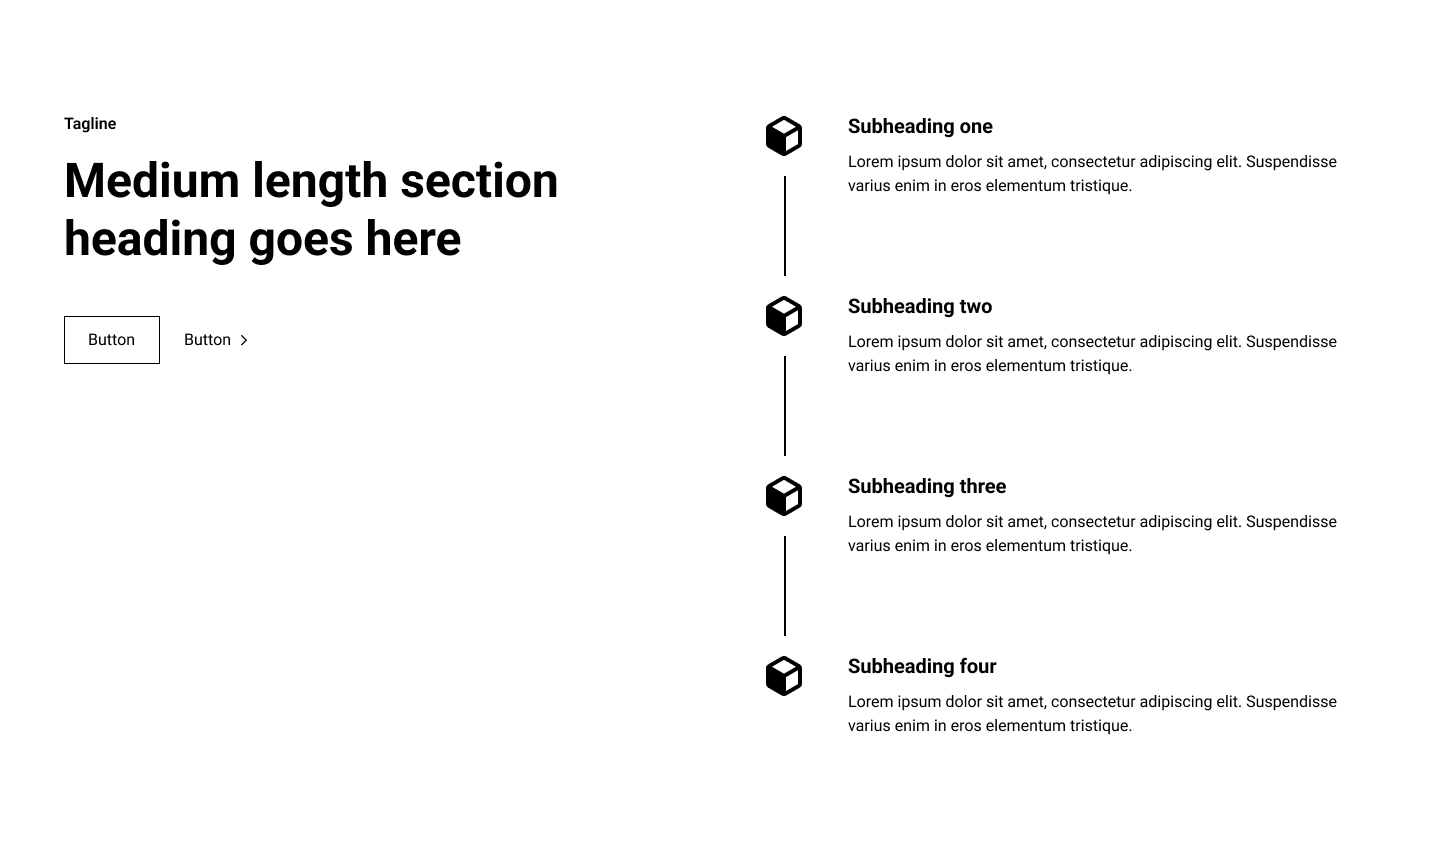 Tagline
Medium length section
heading goes here
Button
Button
Subheading one
Lorem ipsum dolor sit amet, consectetur adipiscing elit. Suspendisse
varius enim in eros elementum tristique.
Subheading two
Lorem ipsum dolor sit amet, consectetur adipiscing elit. Suspendisse
varius enim in eros elementum tristique.
Subheading three
Lorem ipsum dolor sit amet, consectetur adipiscing elit. Suspendisse
varius enim in eros elementum tristique.
Subheading four
Lorem ipsum dolor sit amet, consectetur adipiscing elit. Suspendisse
varius enim in eros elementum tristique.